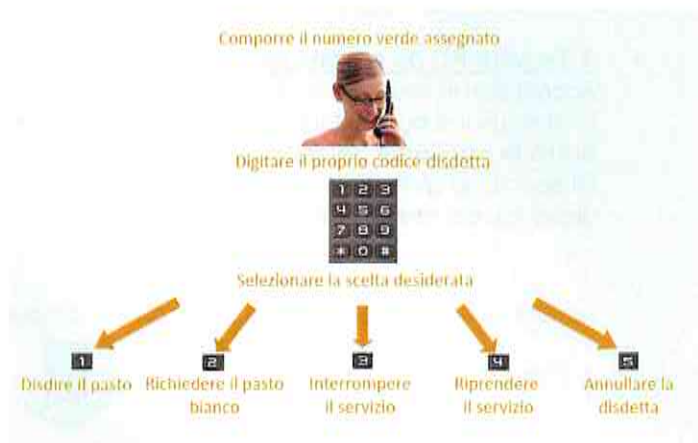 Comporre il numero verde assegnato
Digitare il proprio codice disdetta
1 2 3
4 5 6
7 8 9
* 0 #
Selezionare la scelta desiderata
1
Disdire il pasto
2
Richiedere il pasto
bianco
3
Interrompere
il servizio
4
Riprendere
il servizio
5
Annullare la
disdetta